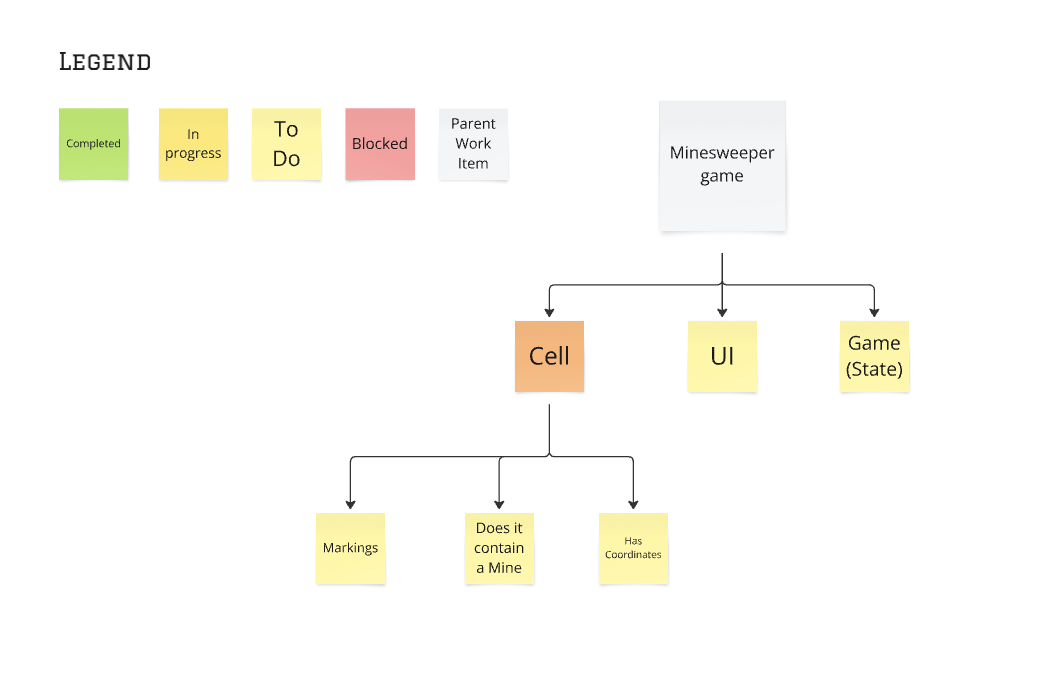 Legend
Completed
In
progress
To
Do
Blocked
Parent
Work
Item
Minesweeper
game
Cell
UI
Game
(State)
Markings
Does it
contain
a Mine
Has
Coordinates